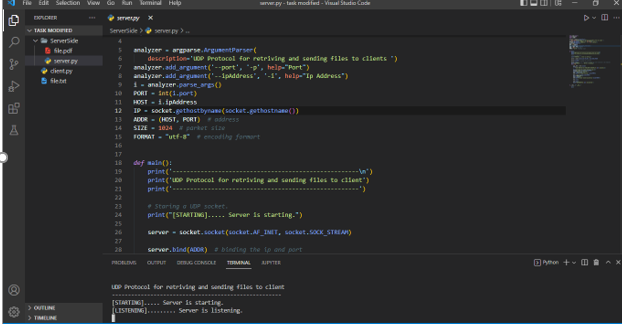 File Edit Selection View Go Run Terminal Help
server.py - task modified - Visual Studio Code
EXPLORER
TASK MODIFIED
ServerSide
file.pdf
server.py
client.py
file.txt
OUTLINE
TIMELINE
server.py
ServerSide > server.py > ...
4
5 analyzer = argparse.ArgumentParser(
6 description='UDP Protocol for retriving and sending files to clients ')
7 analyzer.add_argument('--port', '-p', help="Port")
8 analyzer.add_argument('--ipAddress', '-i', help="Ip Address")
9 i = analyzer.parse_args()
10 PORT = int(i.port)
11 HOST = i.ipAddress
12 IP = socket.gethostbyname(socket.gethostname())
13 ADDR = (HOST, PORT) # address
14 SIZE = 1024 # parket size
15 FORMAT = "utf-8" # encoding formart
16
17
18 def main():
19 print('-----------------------------------------------------\n')
20 print('UDP Protocol for retriving and sending files to client')
21 print('-----------------------------------------------------')
22
23 # Staring a UDP socket.
24 print("[STARTING]..... Server is starting.")
25
26 server = socket.socket(socket.AF_INET, socket.SOCK_STREAM)
27
28 server.bind(ADDR) # binding the ip and port
PROBLEMS OUTPUT DEBUG CONSOLE TERMINAL JUPYTER
Python
UDP Protocol for retriving and sending files to client
-----------------------------------------------------
[STARTING]..... Server is starting.
[LISTENING]......... Server is listening.